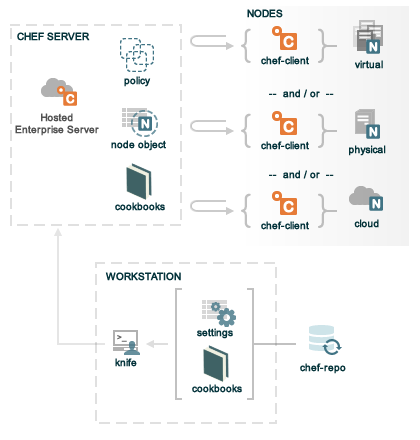 NODES
CHEF SERVER
policy
Hosted
Enterprise Server
node object
cookbooks
C
N
C
chef-client
N
virtual
-- and / or --
C
chef-client
N
physical
-- and / or --
C
chef-client
N
cloud
WORKSTATION
>_
knife
settings
cookbooks
chef-repo